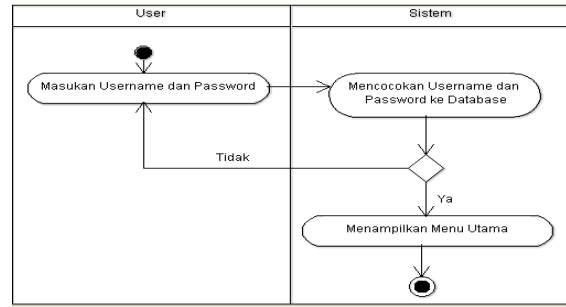 User
Sistem
Masukan Username dan Password
Mencocokan Username dan
Password ke Database
Tidak
Ya
Menampilkan Menu Utama